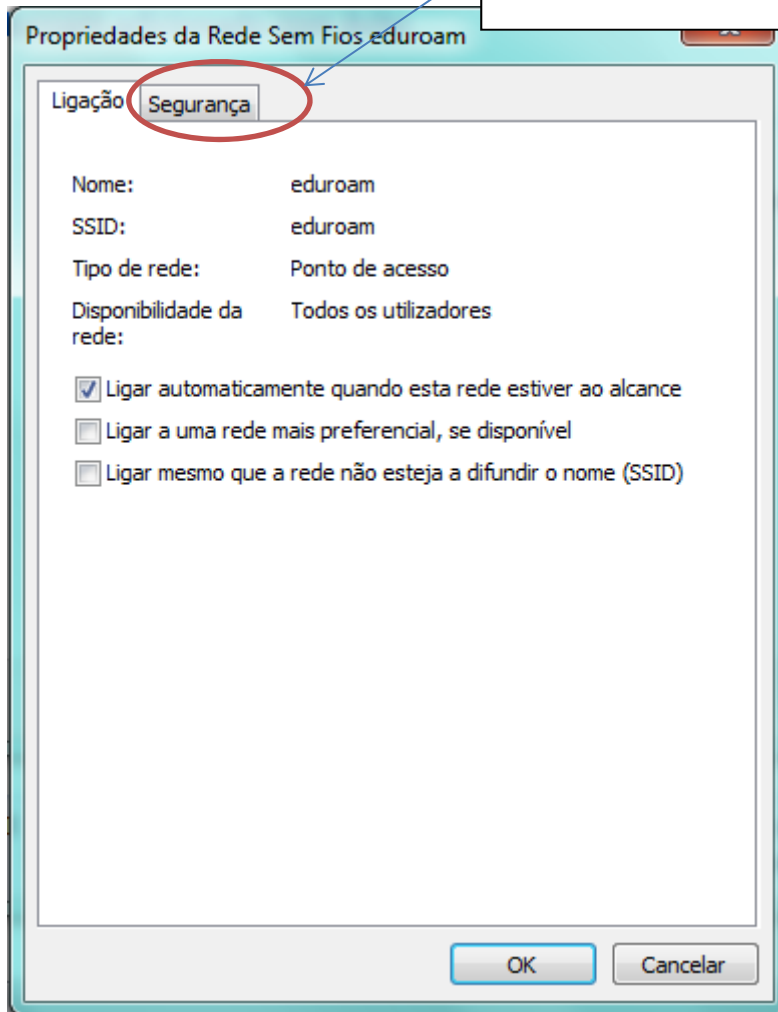 Propriedades da Rede Sem Fios eduroam
Ligação Segurança
Nome: eduroam
SSID: eduroam
Tipo de rede: Ponto de acesso
Disponibilidade da Todos os utilizadores
rede:
Ligar automaticamente quando esta rede estiver ao alcance
Ligar a uma rede mais preferencial, se disponível
Ligar mesmo que a rede não esteja a difundir o nome (SSID)
OK Cancelar